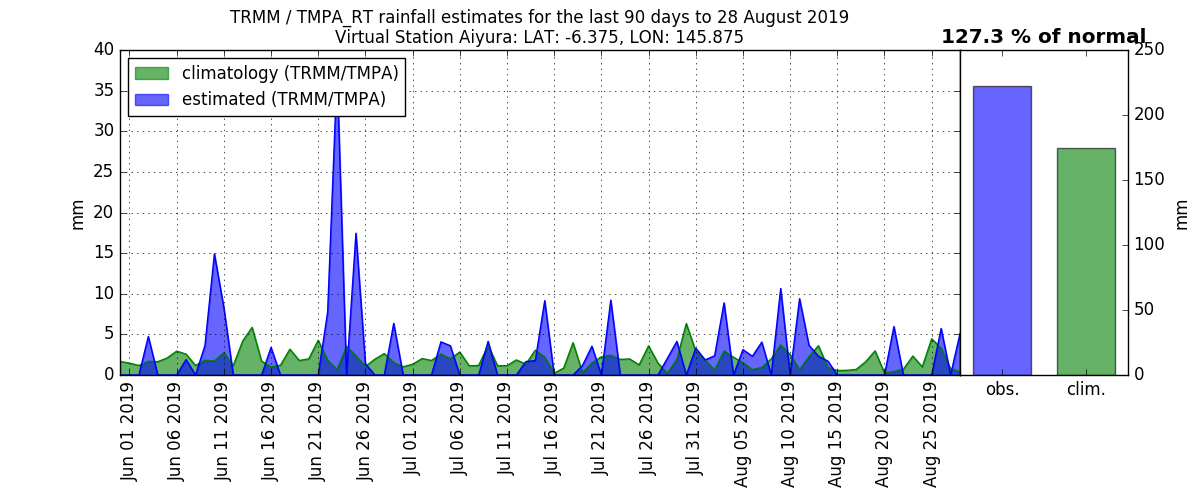 TRMM / TMPA_RT rainfall estimates for the last 90 days to 28 August 2019
Virtual Station Aiyura: LAT: -6.375, LON: 145.875
127.3 % of normal
climatology (TRMM/TMPA)
estimated (TRMM/TMPA)
40
35
30
25
20
15
10
5
0
mm
Jun 01 2019
Jun 06 2019
Jun 11 2019
Jun 16 2019
Jun 21 2019
Jun 26 2019
Jul 01 2019
Jul 06 2019
Jul 11 2019
Jul 16 2019
Jul 21 2019
Jul 26 2019
Jul 31 2019
Aug 05 2019
Aug 10 2019
Aug 15 2019
Aug 20 2019
Aug 25 2019
250
200
150
100
50
0
mm
obs.
clim.